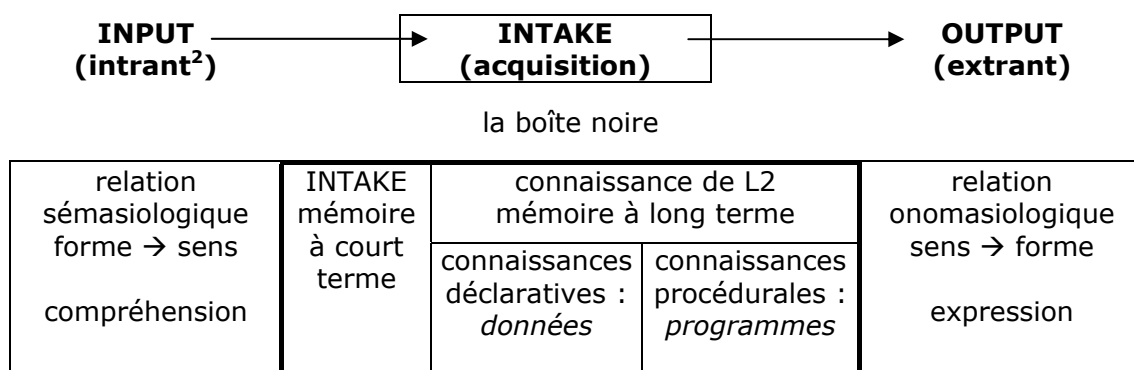 INPUT INTAKE OUTPUT
(intrant²) (acquisition) (extrant)
la boîte noire
relation
sémasiologique
forme → sens
compréhension
INTAKE
mémoire
à court
terme
connaissance de L2
mémoire à long terme
connaissances
déclaratives :
données
connaissances
procédurales :
programmes
relation
onomasiologique
sens → forme
expression